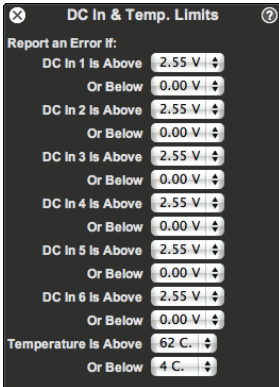 DC In & Temp. Limits ?
Report an Error If:
DC In 1 Is Above 2.55 V
Or Below 0.00 V
DC In 2 Is Above 2.55 V
Or Below 0.00 V
DC In 3 Is Above 2.55 V
Or Below 0.00 V
DC In 4 Is Above 2.55 V
Or Below 0.00 V
DC In 5 Is Above 2.55 V
Or Below 0.00 V
DC In 6 Is Above 2.55 V
Or Below 0.00 V
Temperature Is Above 62 C.
Or Below 4 C.